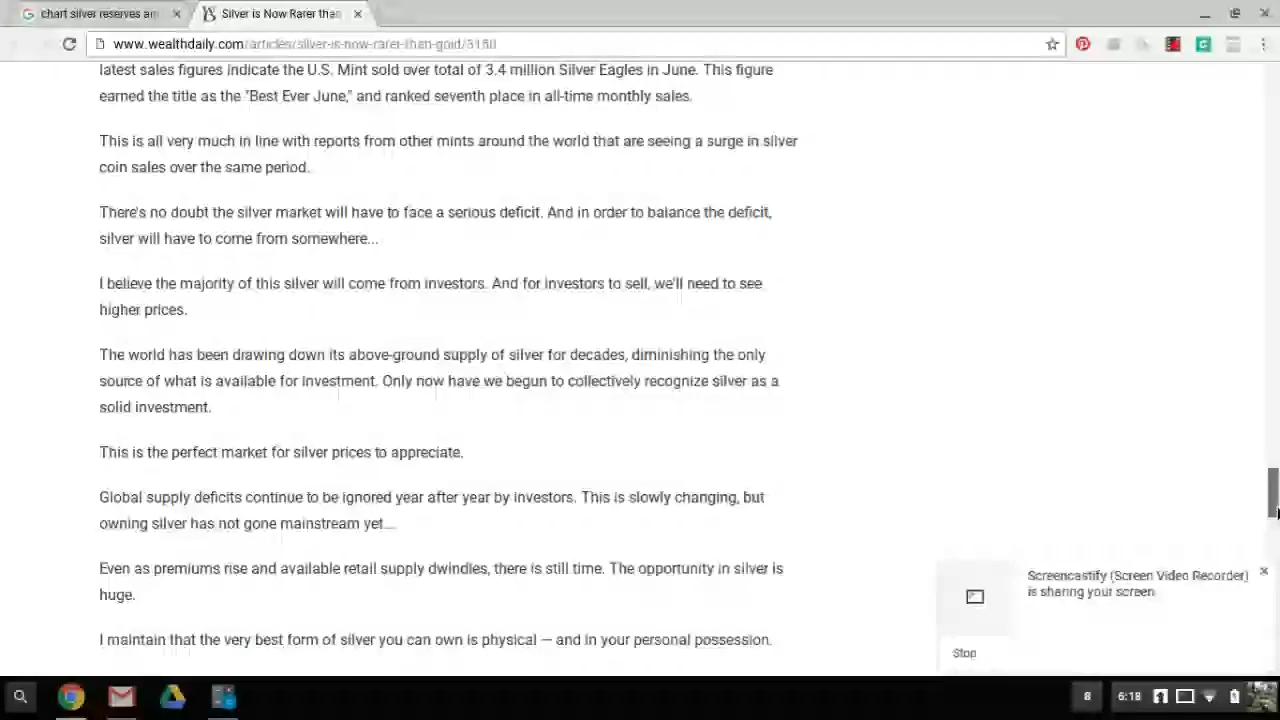 chart silver reserves an
Silver is Now Rarer than
www.wealthdaily.com/articles/silver-is-now-rarer-than-gold/3150
latest sales figures indicate the U.S. Mint sold over total of 3.4 million Silver Eagles in June. This figure
earned the title as the "Best Ever June," and ranked seventh place in all-time monthly sales.
This is all very much in line with reports from other mints around the world that are seeing a surge in silver
coin sales over the same period.
There's no doubt the silver market will have to face a serious deficit. And in order to balance the deficit,
silver will have to come from somewhere...
I believe the majority of this silver will come from investors. And for investors to sell, we'll need to see
higher prices.
The world has been drawing down its above-ground supply of silver for decades, diminishing the only
source of what is available for investment. Only now have we begun to collectively recognize silver as a
solid investment.
This is the perfect market for silver prices to appreciate.
Global supply deficits continue to be ignored year after year by investors. This is slowly changing, but
owning silver has not gone mainstream yet...
Even as premiums rise and available retail supply dwindles, there is still time. The opportunity in silver is
huge.
I maintain that the very best form of silver you can own is physical — and in your personal possession.
Screencastify (Screen Video Recorder)
is sharing your screen
Stop
8
6:18